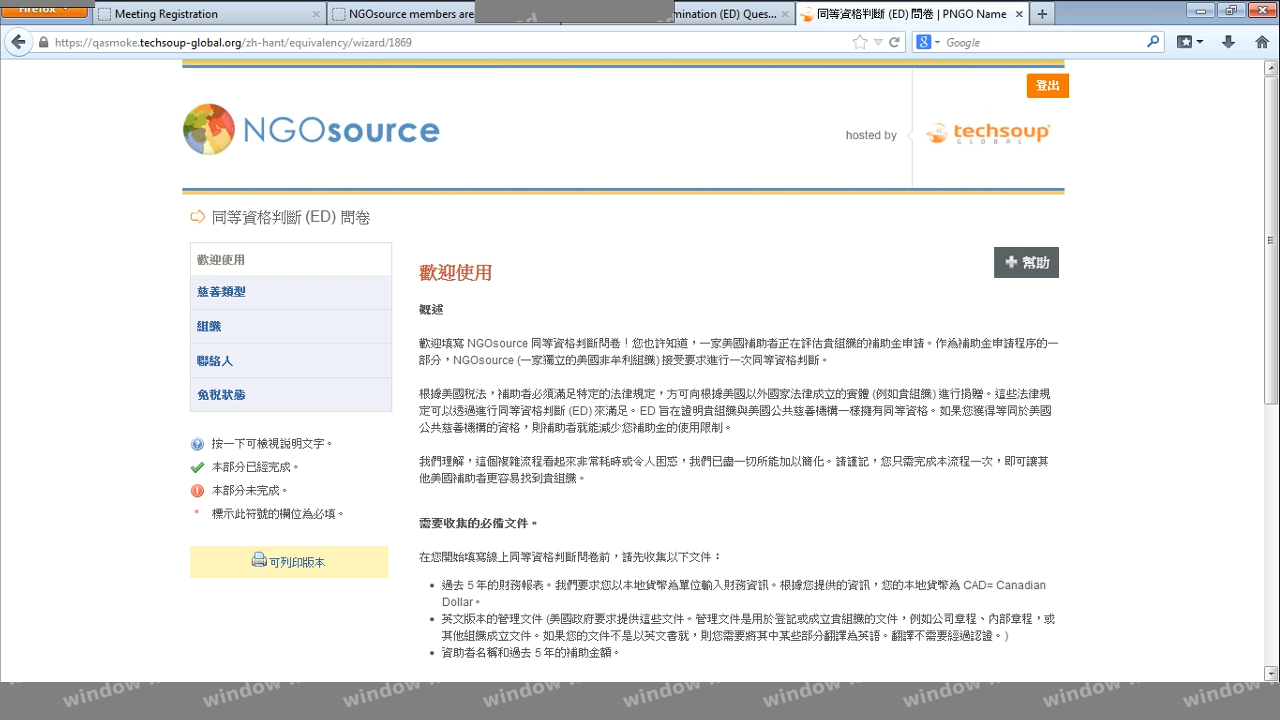 Firefox
Meeting Registration
NGOsource members are
mination (ED) Ques...
同等資格判斷 (ED) 問卷 | PNGO Name
https://qasmoke.techsoup-global.org/zh-hant/equivalency/wizard/1869
Google
登出
NGOsource
hosted by
techsoup
GLOBAL
同等資格判斷 (ED) 問卷
歡迎使用
慈善類型
組織
聯絡人
免稅狀態
按一下可檢視說明文字。
本部分已經完成。
本部分未完成。
* 標示此符號的欄位為必填。
可列印版本
歡迎使用
幫助
概述
歡迎填寫 NGOsource 同等資格判斷問卷！您也許知道，一家美國補助者正在評估貴組織的補助金申請。作為補助金申請程序的一
部分，NGOsource (一家獨立的美國非牟利組織) 接受要求進行一次同等資格判斷。
根據美國稅法，補助者必須滿足特定的法律規定，方可向根據美國以外國家法律成立的實體 (例如貴組織) 進行捐贈。這些法律規
定可以透過進行同等資格判斷 (ED) 來滿足。ED 旨在證明貴組織與美國公共慈善機構一樣擁有同等資格。如果您獲得等同於美國
公共慈善機構的資格，則補助者就能減少您補助金的使用限制。
我們理解，這個複雜流程看起來非常耗時或令人困惑，我們已盡一切所能加以簡化。請謹記，您只需完成本流程一次，即可讓其
他美國補助者更容易找到貴組織。
需要收集的必備文件。
在您開始填寫線上同等資格判斷問卷前，請先收集以下文件：
• 過去 5 年的財務報表。我們要求您以本地貨幣為單位輸入財務資訊。根據您提供的資訊，您的本地貨幣為 CAD= Canadian
Dollar。
• 英文版本的管理文件 (美國政府要求提供這些文件。管理文件是用於登記或成立貴組織的文件，例如公司章程、內部章程，或
其他組織成立文件。如果您的文件不是以英文書就，則您需要將其中某些部分翻譯為英語。翻譯不需要經過認證。)
• 資助者名稱和過去 5 年的補助金額。